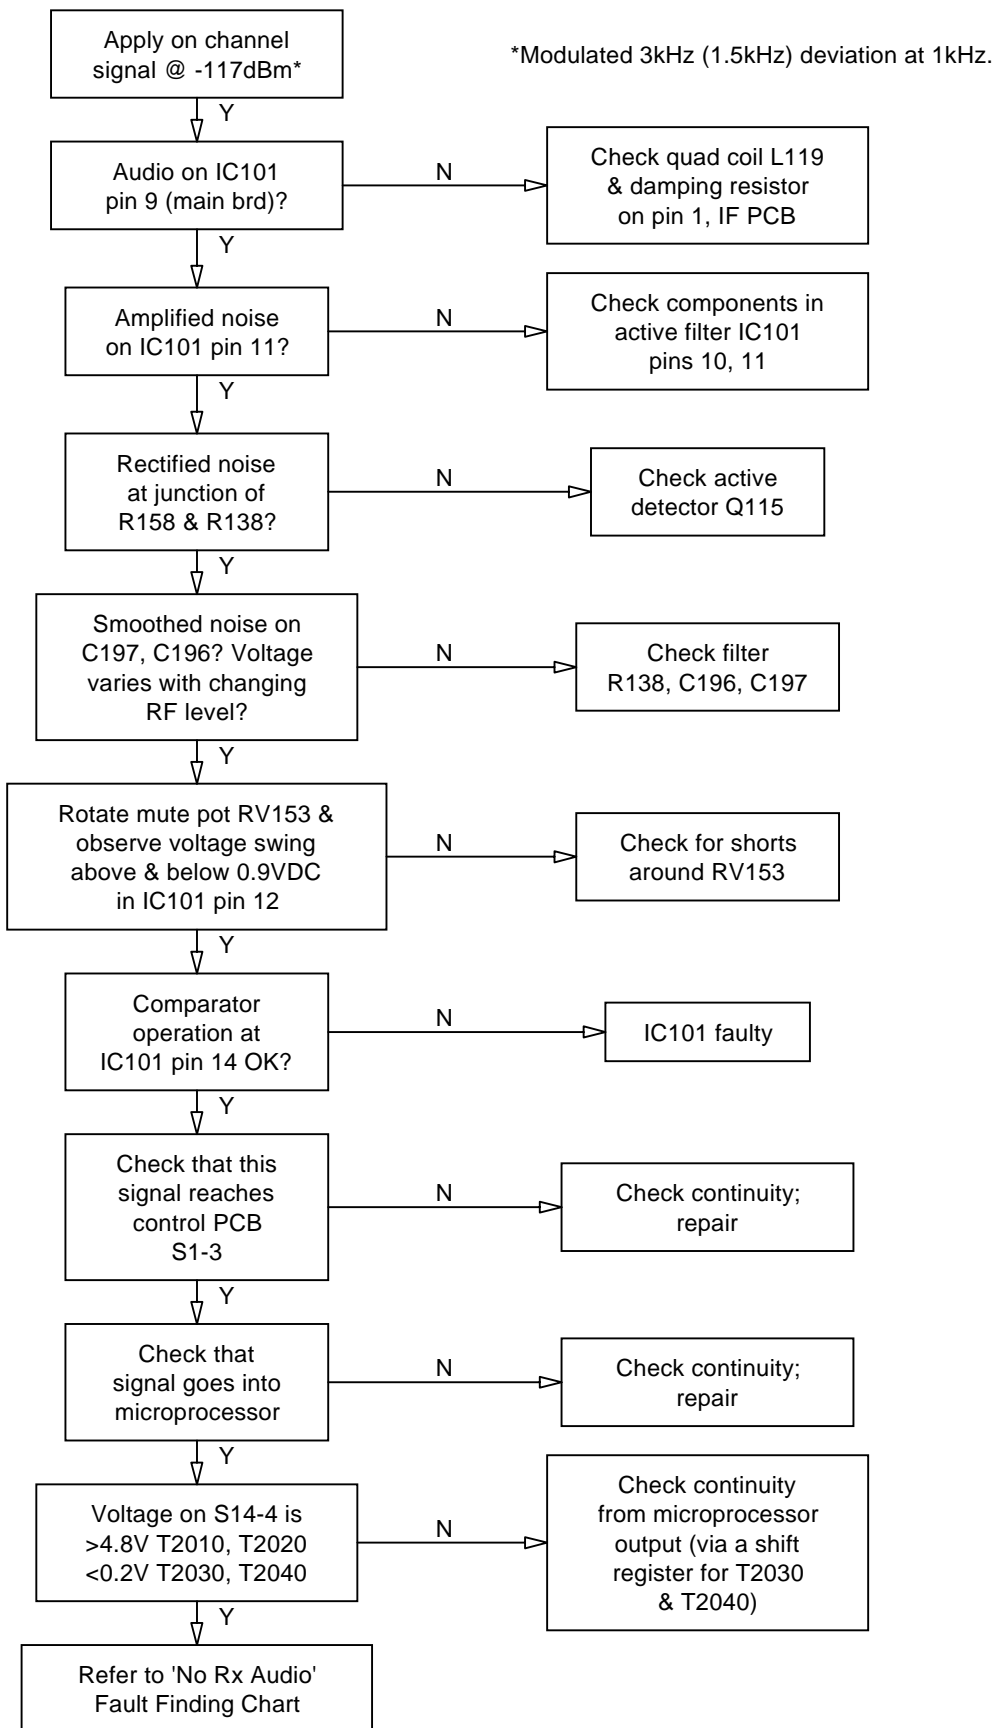 Apply on channel
signal @ -117dBm*
*Modulated 3kHz (1.5kHz) deviation at 1kHz.
Y
Audio on IC101
pin 9 (main brd)?
N
Check quad coil L119
& damping resistor
on pin 1, IF PCB
Y
Amplified noise
on IC101 pin 11?
N
Check components in
active filter IC101
pins 10, 11
Y
Rectified noise
at junction of
R158 & R138?
N
Check active
detector Q115
Y
Smoothed noise on
C197, C196? Voltage
varies with changing
RF level?
N
Check filter
R138, C196, C197
Y
Rotate mute pot RV153 &
observe voltage swing
above & below 0.9VDC
in IC101 pin 12
N
Check for shorts
around RV153
Y
Comparator
operation at
IC101 pin 14 OK?
N
IC101 faulty
Y
Check that this
signal reaches
control PCB
S1-3
N
Check continuity;
repair
Y
Check that
signal goes into
microprocessor
N
Check continuity;
repair
Y
Voltage on S14-4 is
>4.8V T2010, T2020
<0.2V T2030, T2040
N
Check continuity
from microprocessor
output (via a shift
register for T2030
& T2040)
Y
Refer to 'No Rx Audio'
Fault Finding Chart